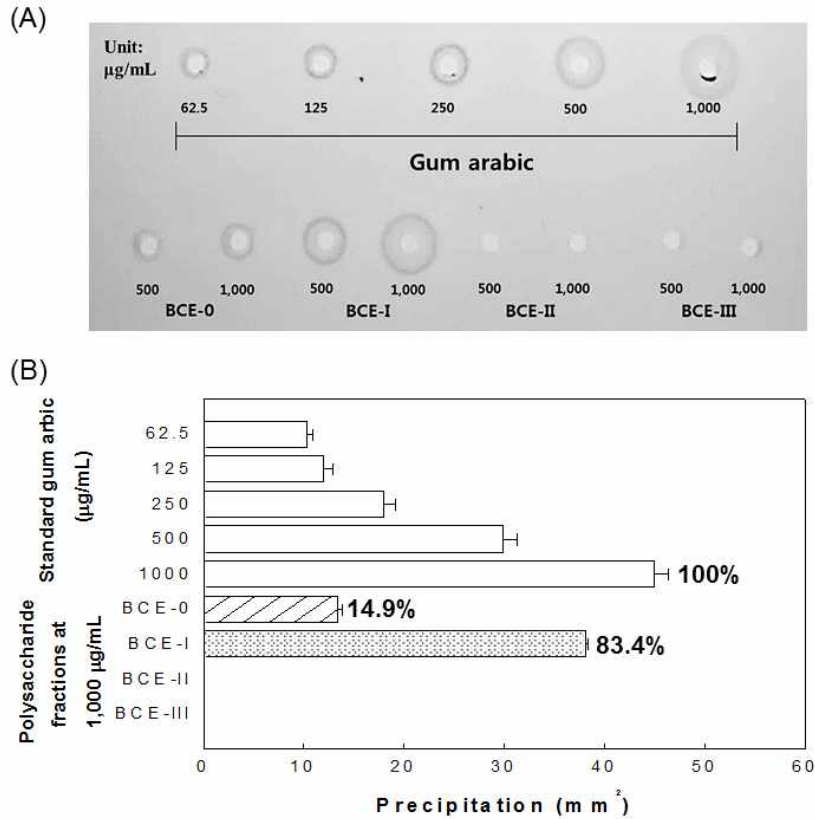 (A)
Unit:
µg/mL
62.5 125 250 500 1,000
Gum arabic
500 1,000 500 1,000 500 1,000 500 1,000
BCE-0 BCE-I BCE-II BCE-III
(B)
Standard gum arbic
(µg/mL)
62.5
125
250
500
1000 100%
Polysaccharide
fractions at
1,000 µg/mL
BCE-0 14.9%
BCE-I 83.4%
BCE-II
BCE-III
0 10 20 30 40 50 60
Precipitation (mm²)